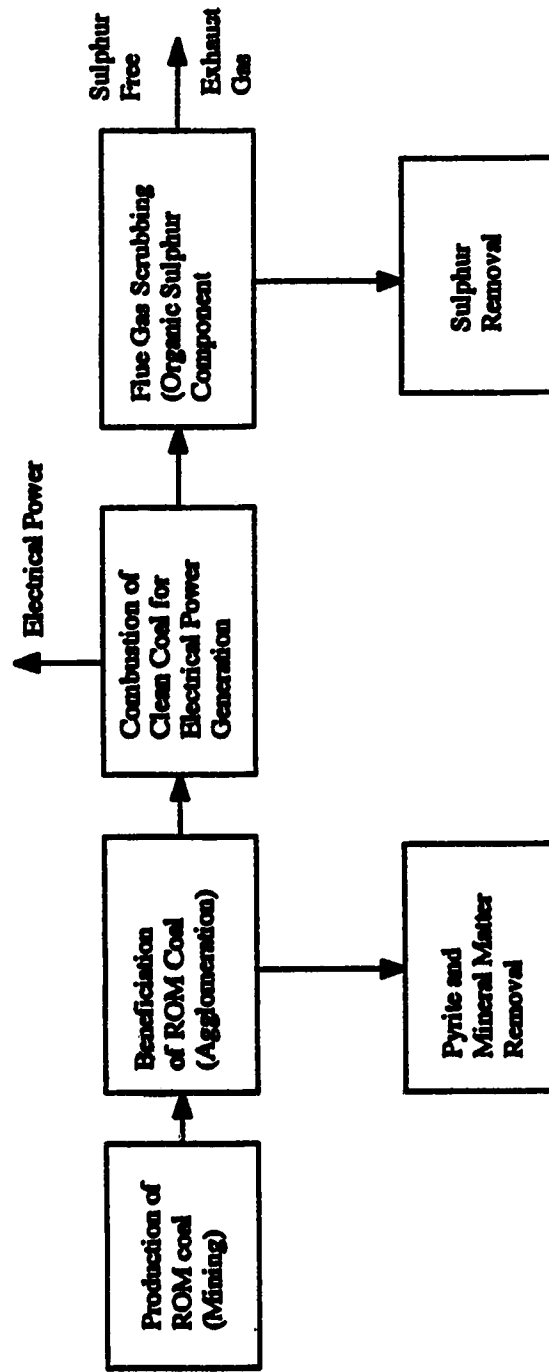 Production of
ROM coal
(Mining)
Beneficiation
of ROM Coal
(Agglomeration)
Pyrite and
Mineral Matter
Removal
Combustion of
Clean Coal for
Electrical Power
Generation
Electrical Power
Flue Gas Scrubbing
(Organic Sulphur
Component
Sulphur
Removal
Sulphur
Free
Exhaust
Gas